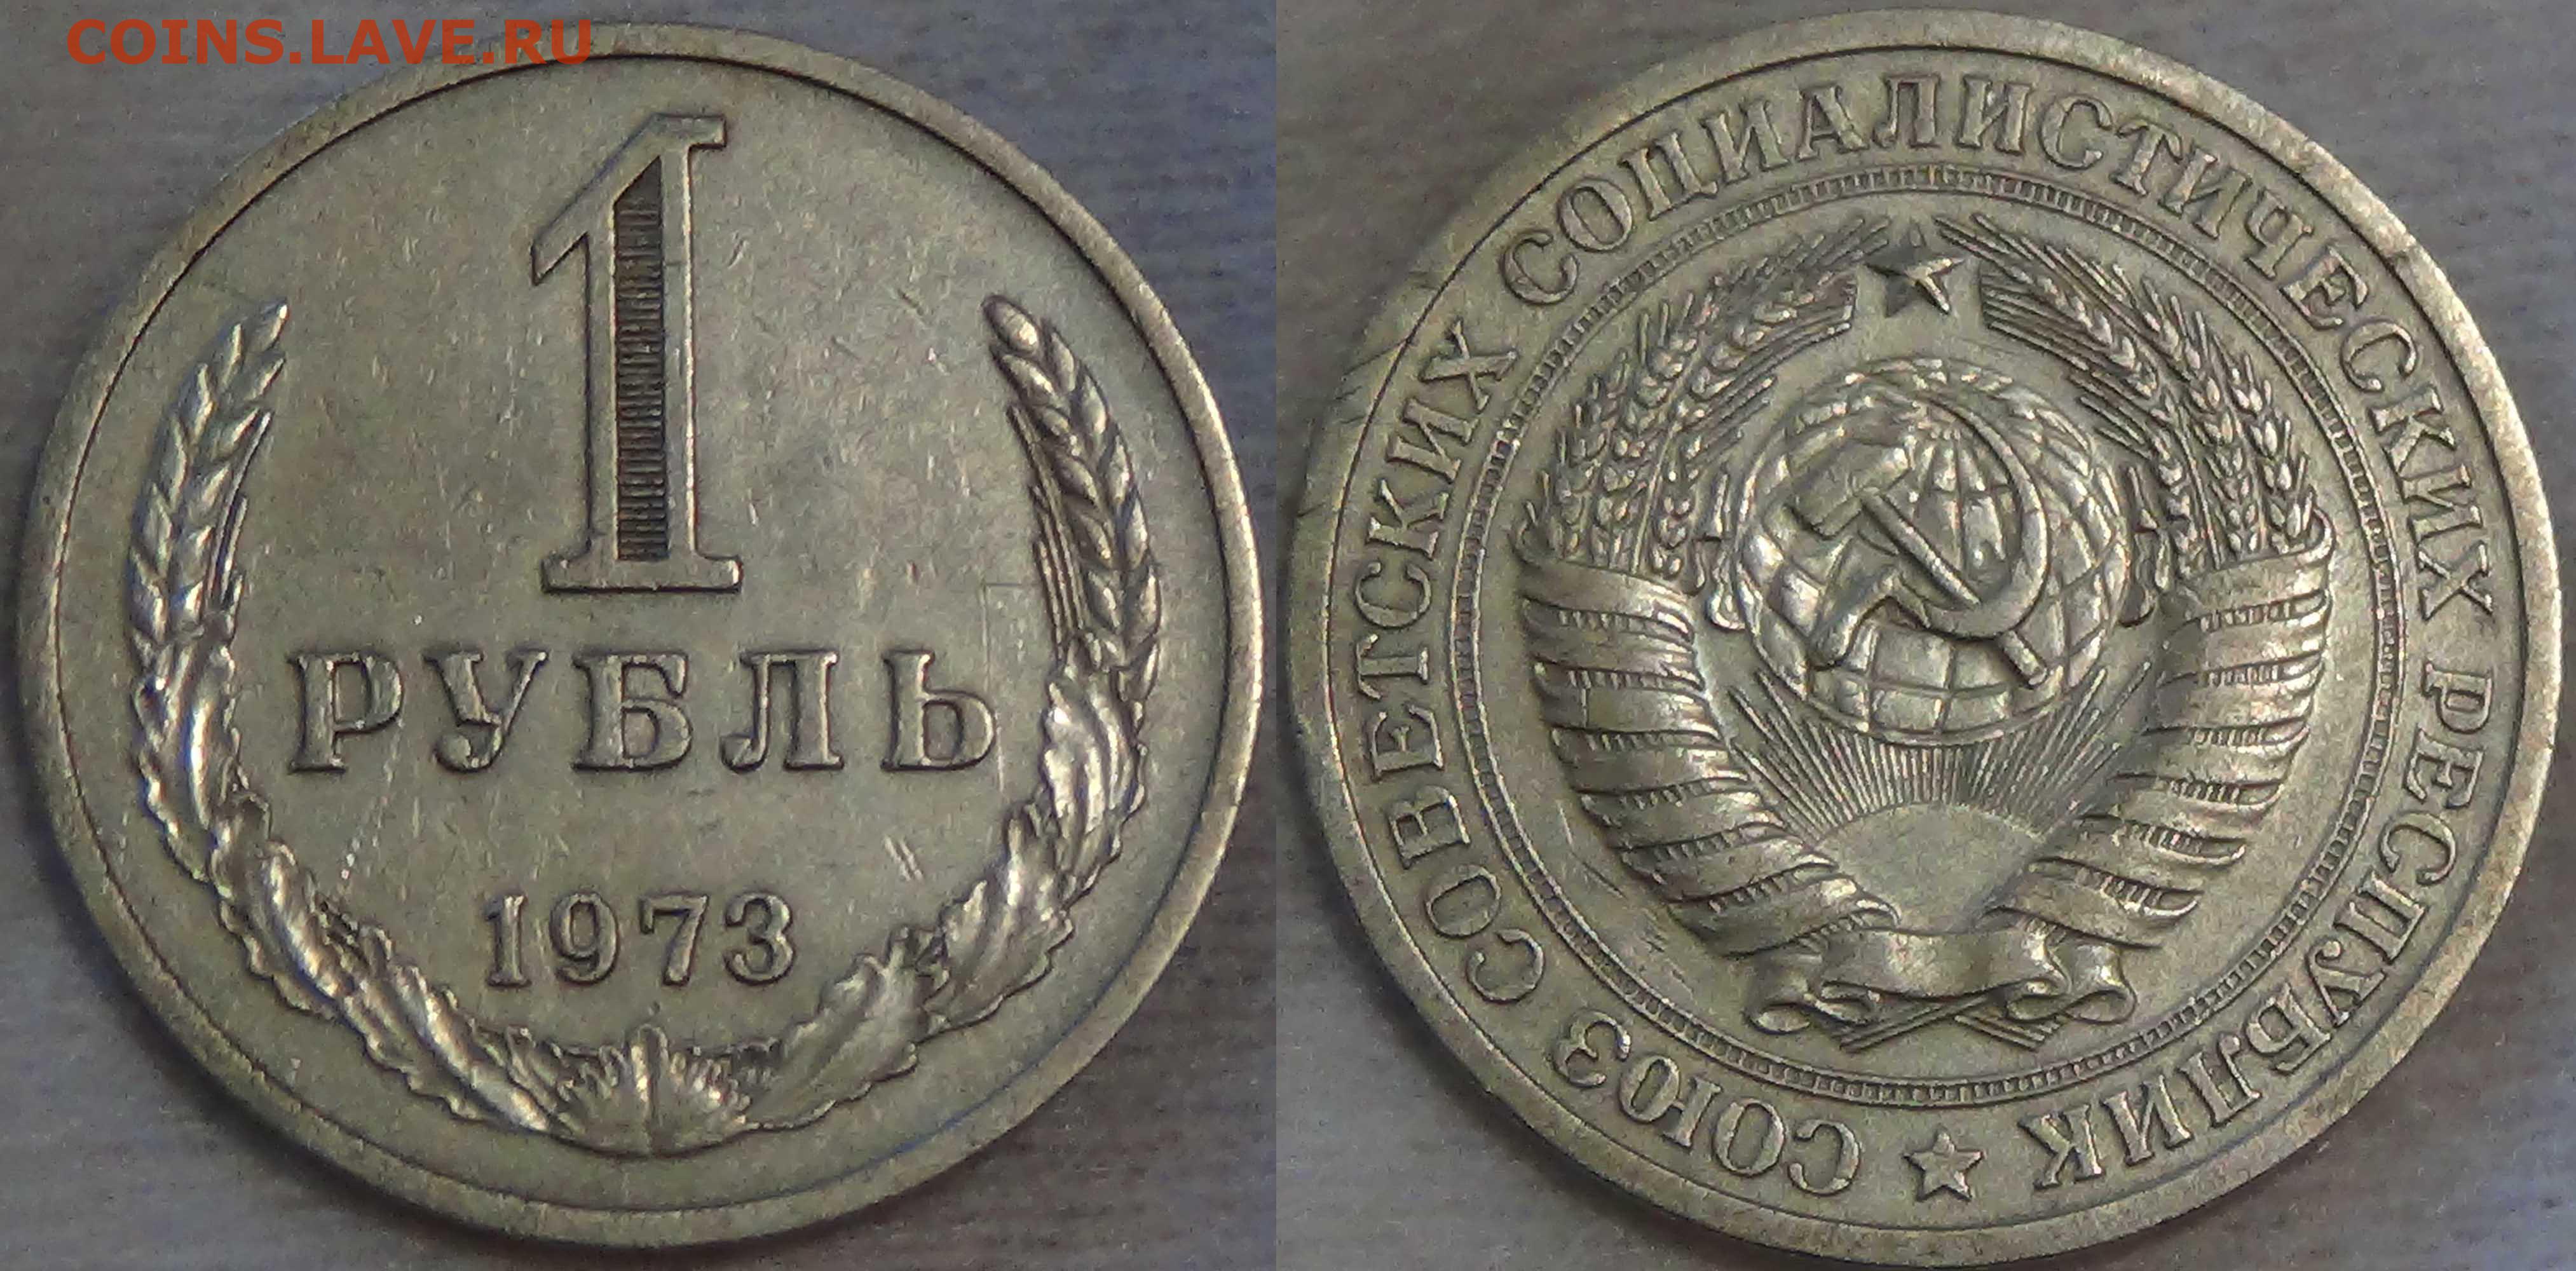 COINS.LAVE.RU
1
РУБЛЬ
1973
СОЮЗ СОВЕТСКИХ СОЦИАЛИСТИЧЕСКИХ РЕСПУБЛИК